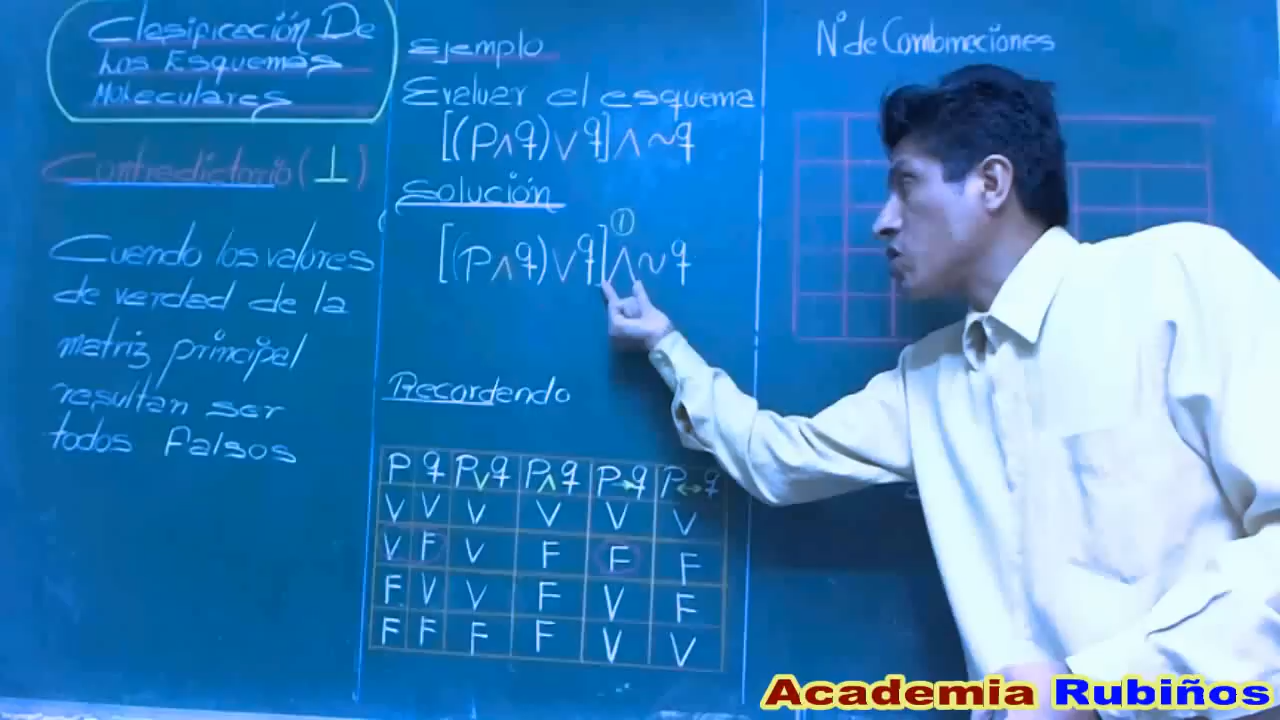 Clasificación De
Los Esquemas
Moleculares
Contradictorio (⊥)
Cuando los valores
de verdad de la
matriz principal
resultan ser
todos Falsos
Ejemplo
Evaluar el esquema
[(P∧q)∨q]∧~q
Solución
①
[(P∧q)∨q]∧~q
Recordando
P q P∨q P∧q P→q P↔q
V V V V V V
V F V F F F
F V V F V F
F F F F V V
N° de Combinaciones
Academia Rubiños